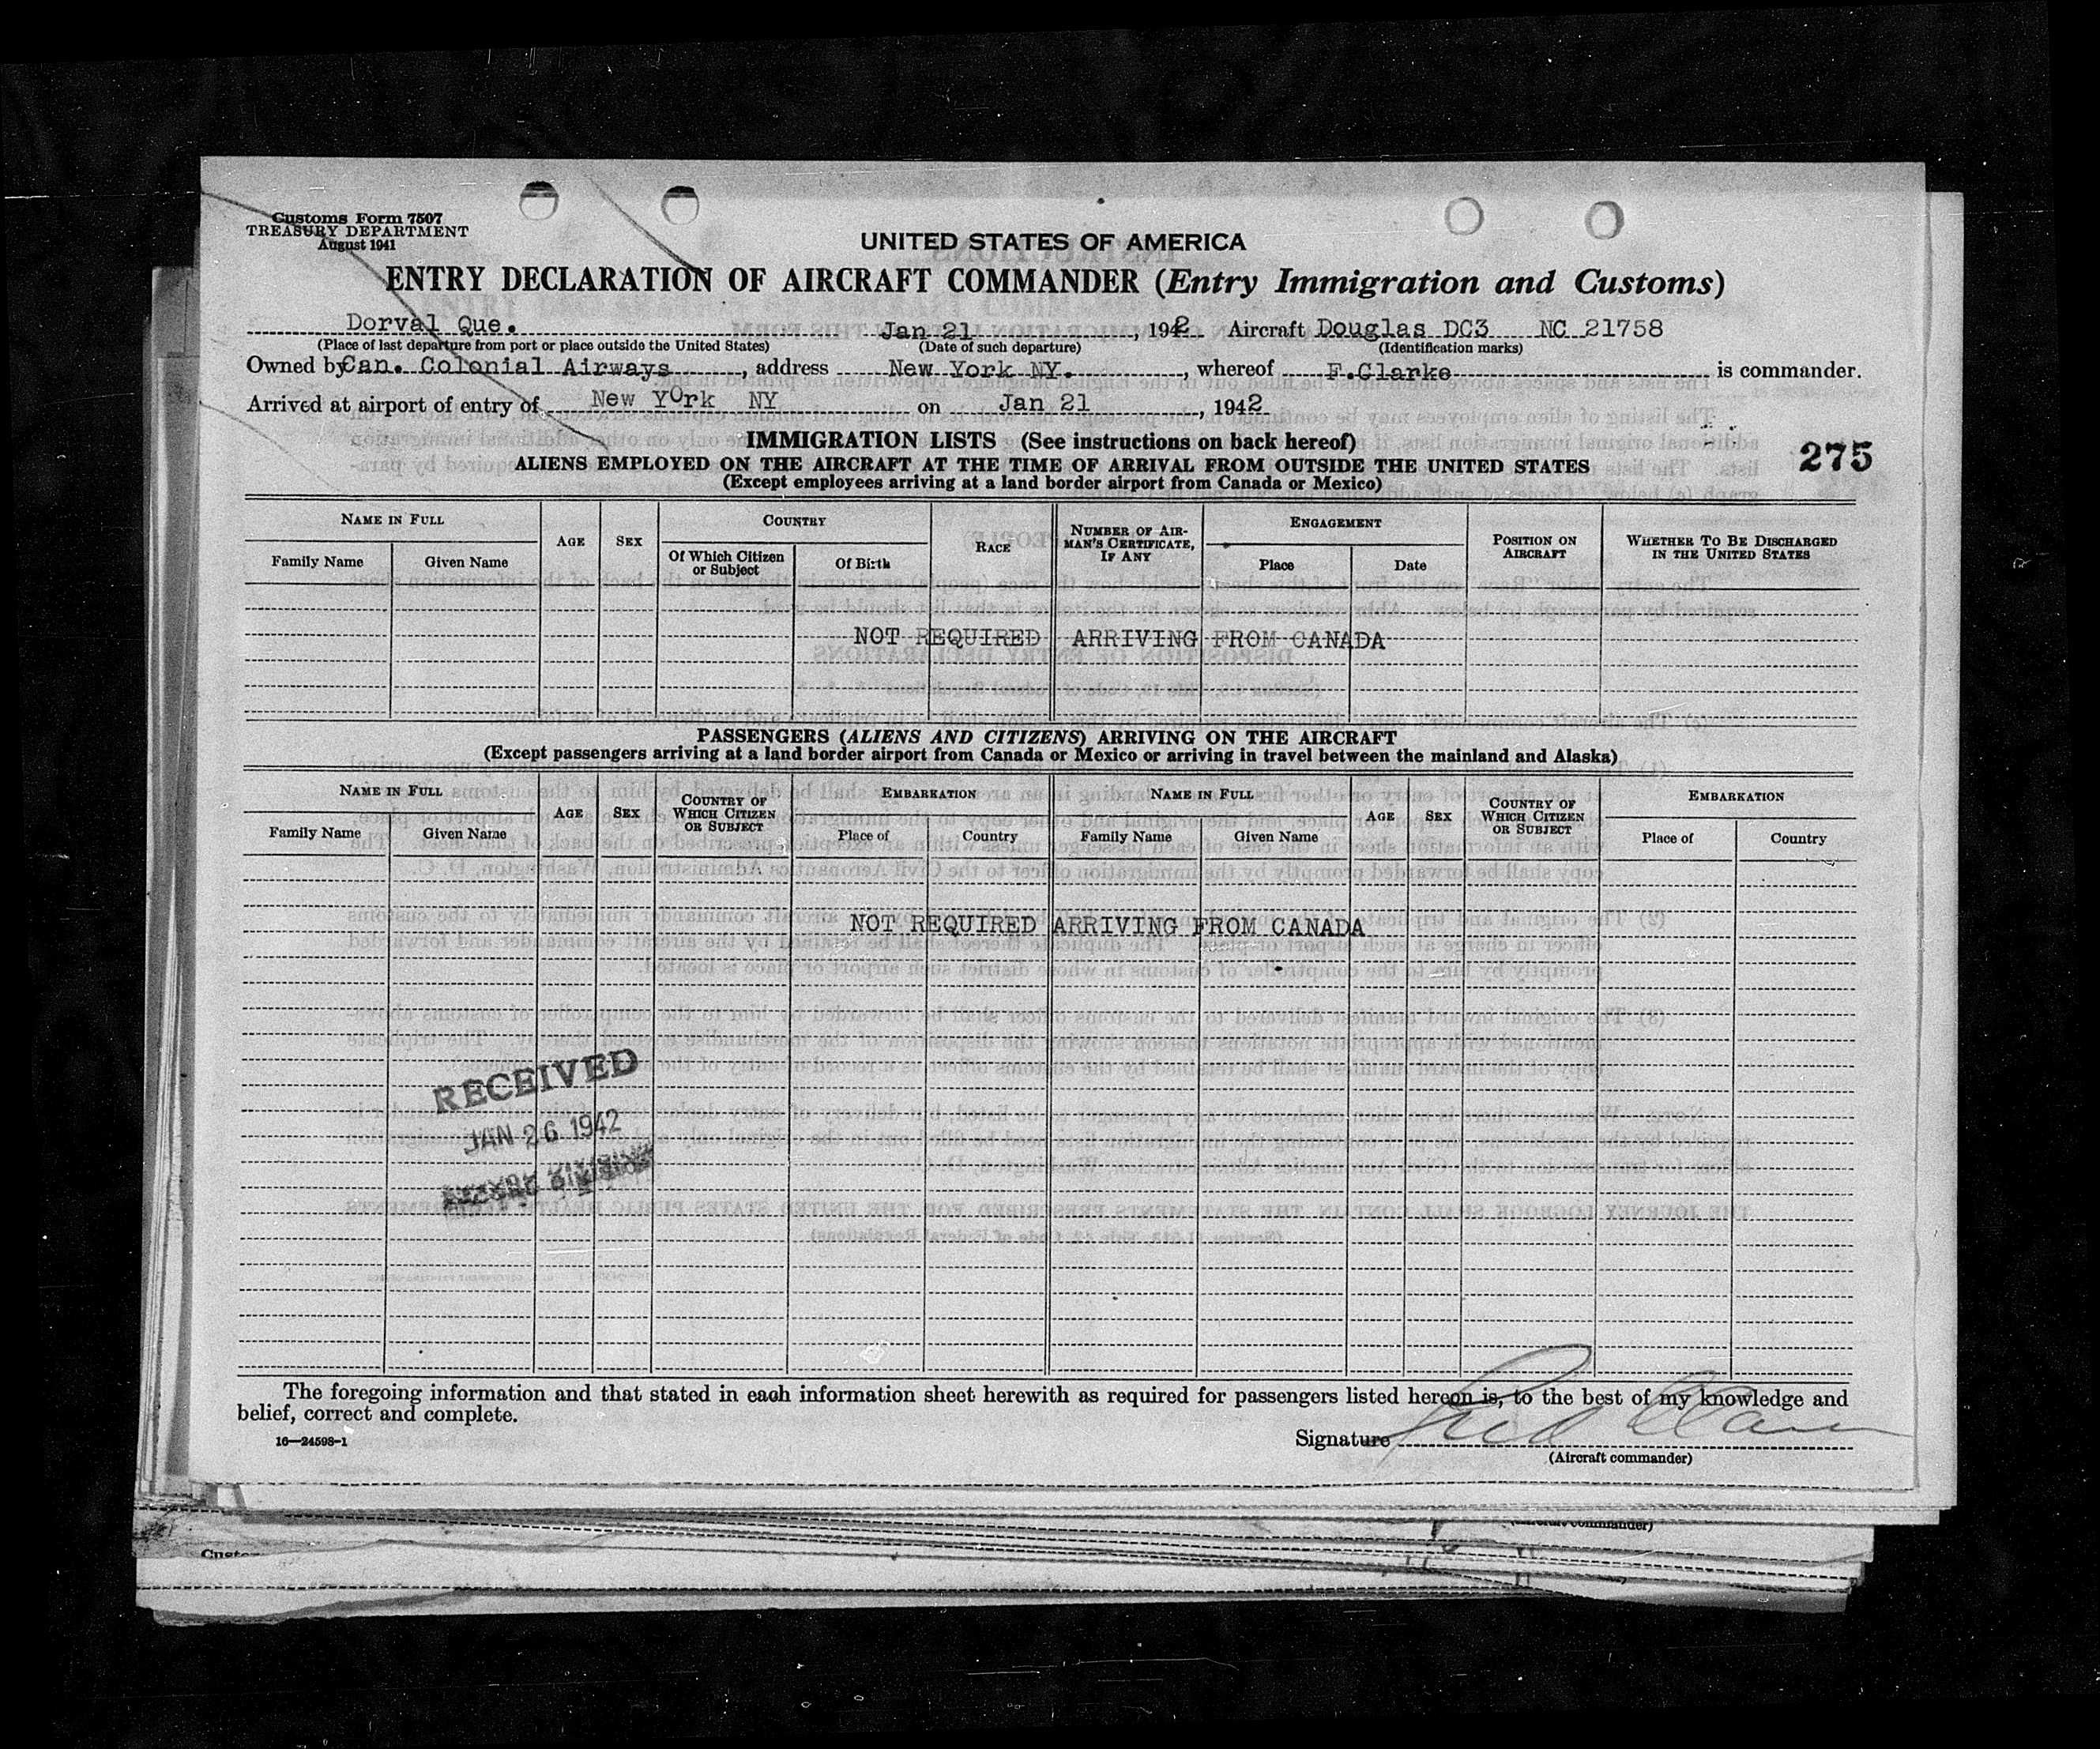 Customs Form 7507
TREASURY DEPARTMENT
August 1941
UNITED STATES OF AMERICA
ENTRY DECLARATION OF AIRCRAFT COMMANDER (Entry Immigration and Customs)
Dorval Que. Jan 21, 1942 Aircraft Douglas DC3 NC 21758
(Place of last departure from port or place outside the United States) (Date of such departure) (Identification marks)
Owned by Can. Colonial Airways, address New York NY., whereof F.Clarke is commander.
Arrived at airport of entry of New YOrk NY on Jan 21, 1942
IMMIGRATION LISTS (See instructions on back hereof)
275
ALIENS EMPLOYED ON THE AIRCRAFT AT THE TIME OF ARRIVAL FROM OUTSIDE THE UNITED STATES
(Except employees arriving at a land border airport from Canada or Mexico)
NAME IN FULL AGE SEX COUNTRY RACE NUMBER OF AIRMAN'S CERTIFICATE, IF ANY ENGAGEMENT POSITION ON AIRCRAFT WHETHER TO BE DISCHARGED IN THE UNITED STATES
Family Name Given Name Of Which Citizen or Subject Of Birth Place Date
NOT REQUIRED ARRIVING FROM CANADA
PASSENGERS (ALIENS AND CITIZENS) ARRIVING ON THE AIRCRAFT
(Except passengers arriving at a land border airport from Canada or Mexico or arriving in travel between the mainland and Alaska)
NAME IN FULL AGE SEX COUNTRY OF WHICH CITIZEN OR SUBJECT EMBARKATION NAME IN FULL AGE SEX COUNTRY OF WHICH CITIZEN OR SUBJECT EMBARKATION
Family Name Given Name Place of Country Family Name Given Name Place of Country
NOT REQUIRED ARRIVING FROM CANADA
RECEIVED
JAN 26 1942
The foregoing information and that stated in each information sheet herewith as required for passengers listed hereon is, to the best of my knowledge and
belief, correct and complete.
16—24598-1
Signature Fred Clarke
(Aircraft commander)